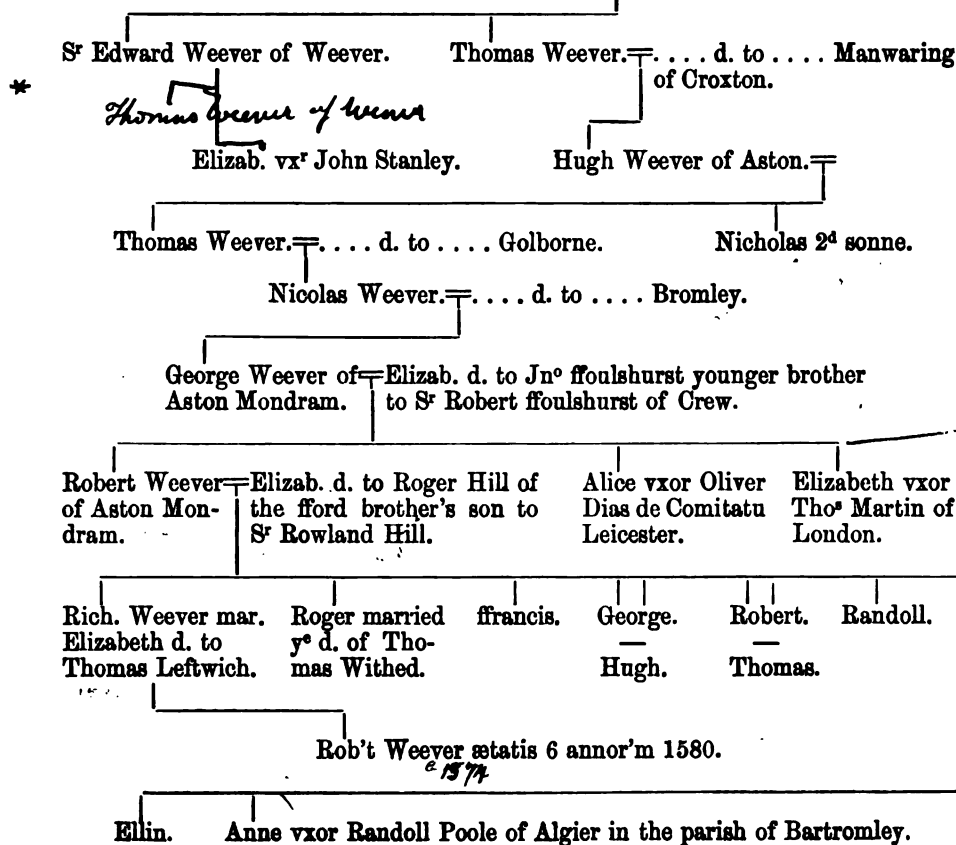 Sr Edward Weever of Weever. Thomas Weever.=.... d. to .... Manwaring
of Croxton.
*
Thomas Weever of Weever
Elizab. vxr John Stanley. Hugh Weever of Aston.=
Thomas Weever.=.... d. to .... Golborne. Nicholas 2d sonne.
Nicolas Weever.=.... d. to .... Bromley.
George Weever of=Elizab. d. to Jno ffoulshurst younger brother
Aston Mondram. to Sr Robert ffoulshurst of Crew.
Robert Weever=Elizab. d. to Roger Hill of Alice vxor Oliver Elizabeth vxor
of Aston Mon- the fford brother's son to Dias de Comitatu Thos Martin of
dram. Sr Rowland Hill. Leicester. London.
Rich. Weever mar. Roger married ffrancis. George. Robert. Randoll.
Elizabeth d. to ye d. of Tho- — —
Thomas Leftwich. mas Withed. Hugh. Thomas.
Rob't Weever ætatis 6 annor'm 1580.
1574
Ellin. Anne vxor Randoll Poole of Algier in the parish of Bartromley.